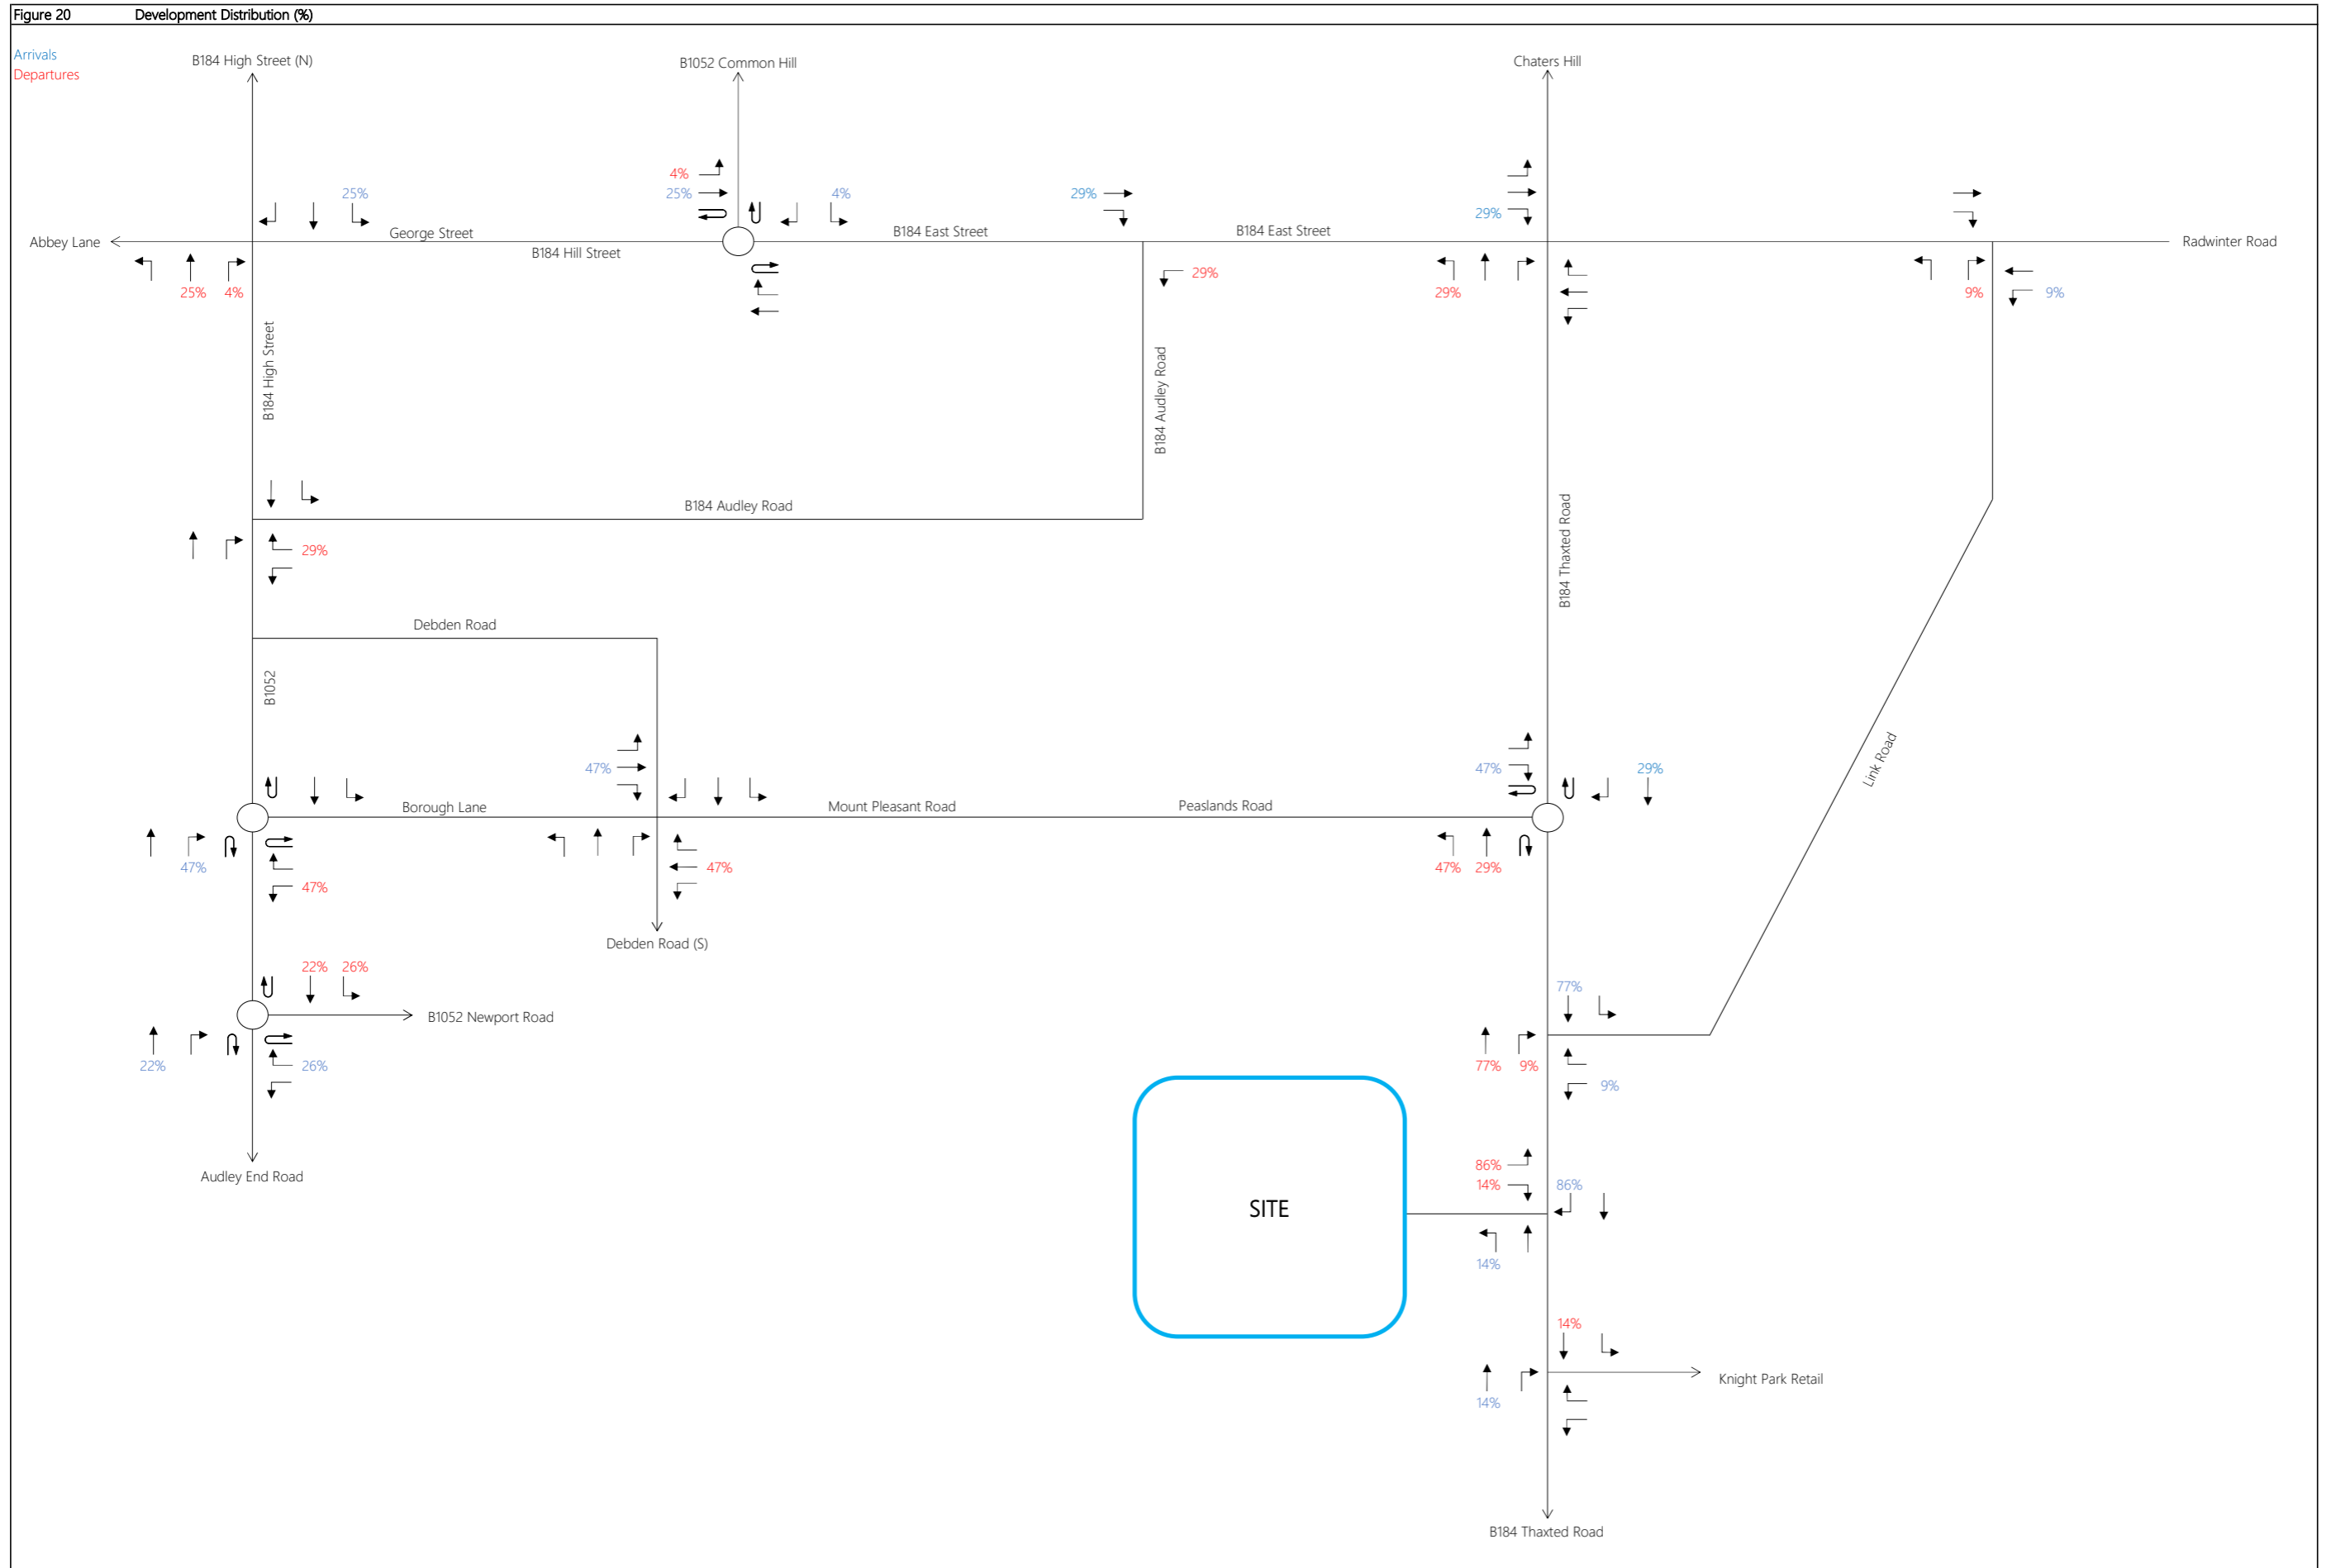 Figure 20 Development Distribution (%)
Arrivals
Departures
B184 High Street (N)
B1052 Common Hill
Chaters Hill
4%
25%
25%
4%
29%
29%
George Street
B184 Hill Street
B184 East Street
B184 East Street
Abbey Lane
Radwinter Road
25% 4%
29%
29%
9%
9%
B184 High Street
B184 Audley Road
B184 Audley Road
B184 Thaxted Road
29%
Debden Road
B1052
Link Road
47%
47%
29%
Borough Lane
Mount Pleasant Road
Peaslands Road
47%
47%
47%
47% 29%
Debden Road (S)
22% 26%
B1052 Newport Road
22%
26%
77%
77% 9%
9%
Audley End Road
SITE
86%
14%
86%
14%
14%
Knight Park Retail
14%
B184 Thaxted Road